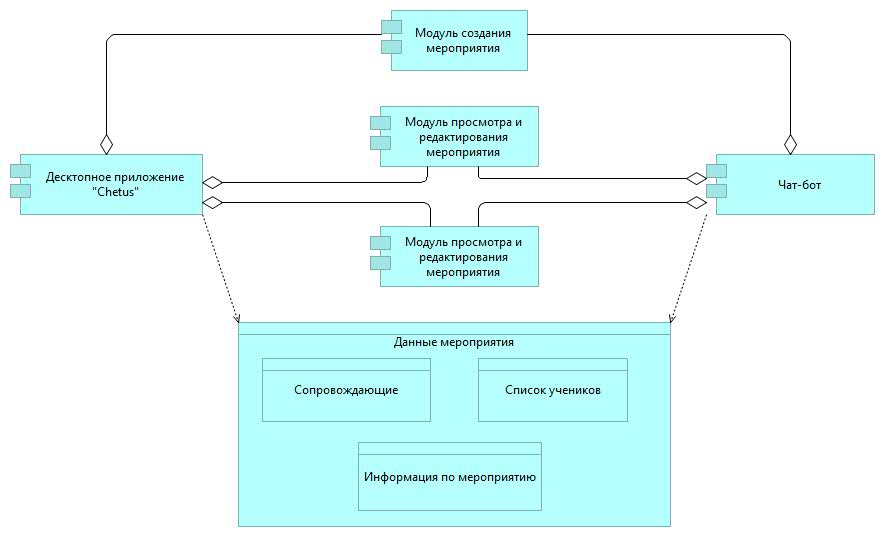 Модуль создания
мероприятия
Модуль просмотра и
редактирования
мероприятия
Десктопное приложение
"Chetus"
Чат-бот
Модуль просмотра и
редактирования
мероприятия
Данные мероприятия
Сопровождающие
Список учеников
Информация по мероприятию